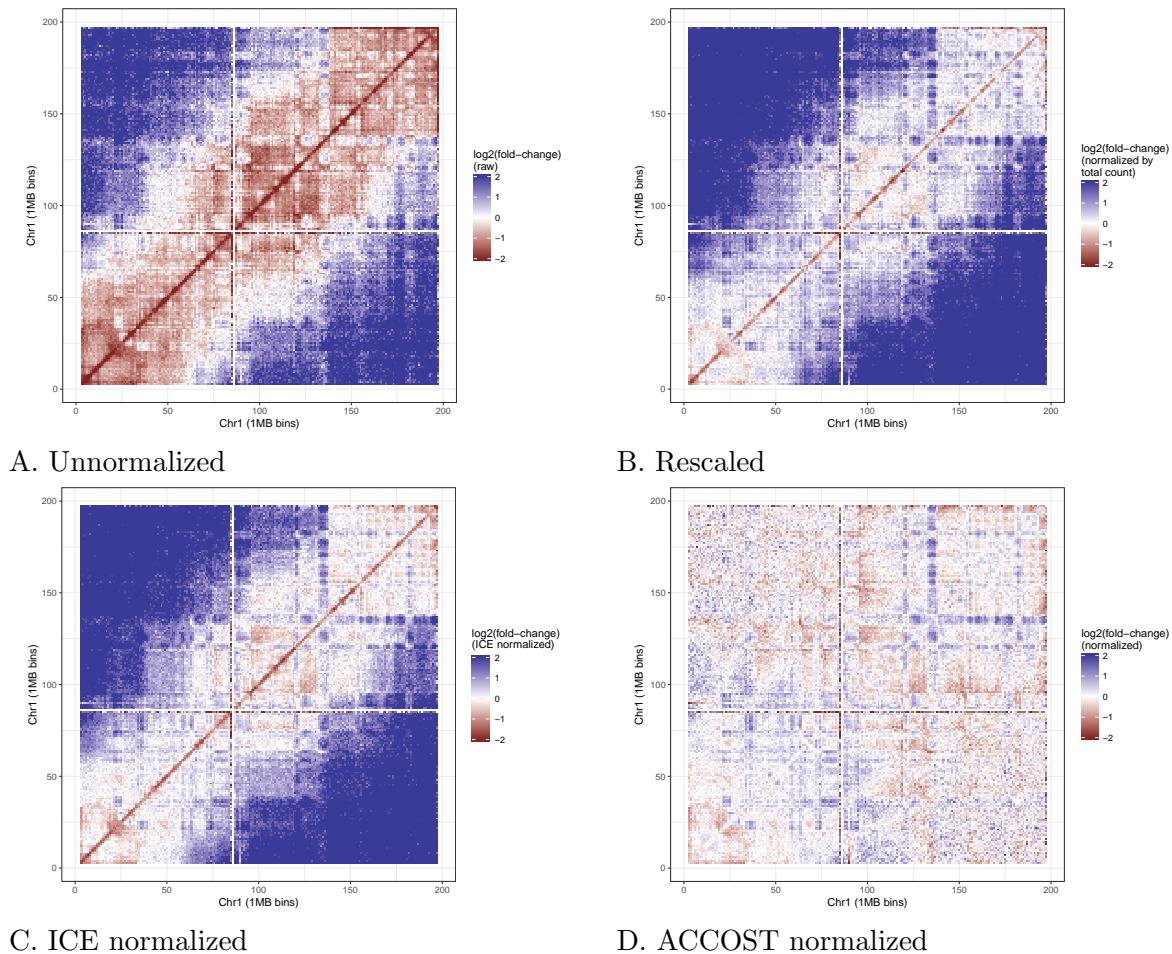 200
150
100
50
0
Chr1 (1MB bins)
0
50
100
150
200
Chr1 (1MB bins)
log2(fold−change)
(raw)
2
1
0
−1
−2
A. Unnormalized
200
150
100
50
0
Chr1 (1MB bins)
0
50
100
150
200
Chr1 (1MB bins)
log2(fold−change)
(normalized by
total count)
2
1
0
−1
−2
B. Rescaled
200
150
100
50
0
Chr1 (1MB bins)
0
50
100
150
200
Chr1 (1MB bins)
log2(fold−change)
(ICE normalized)
2
1
0
−1
−2
C. ICE normalized
200
150
100
50
0
Chr1 (1MB bins)
0
50
100
150
200
Chr1 (1MB bins)
log2(fold−change)
(normalized)
2
1
0
−1
−2
D. ACCOST normalized